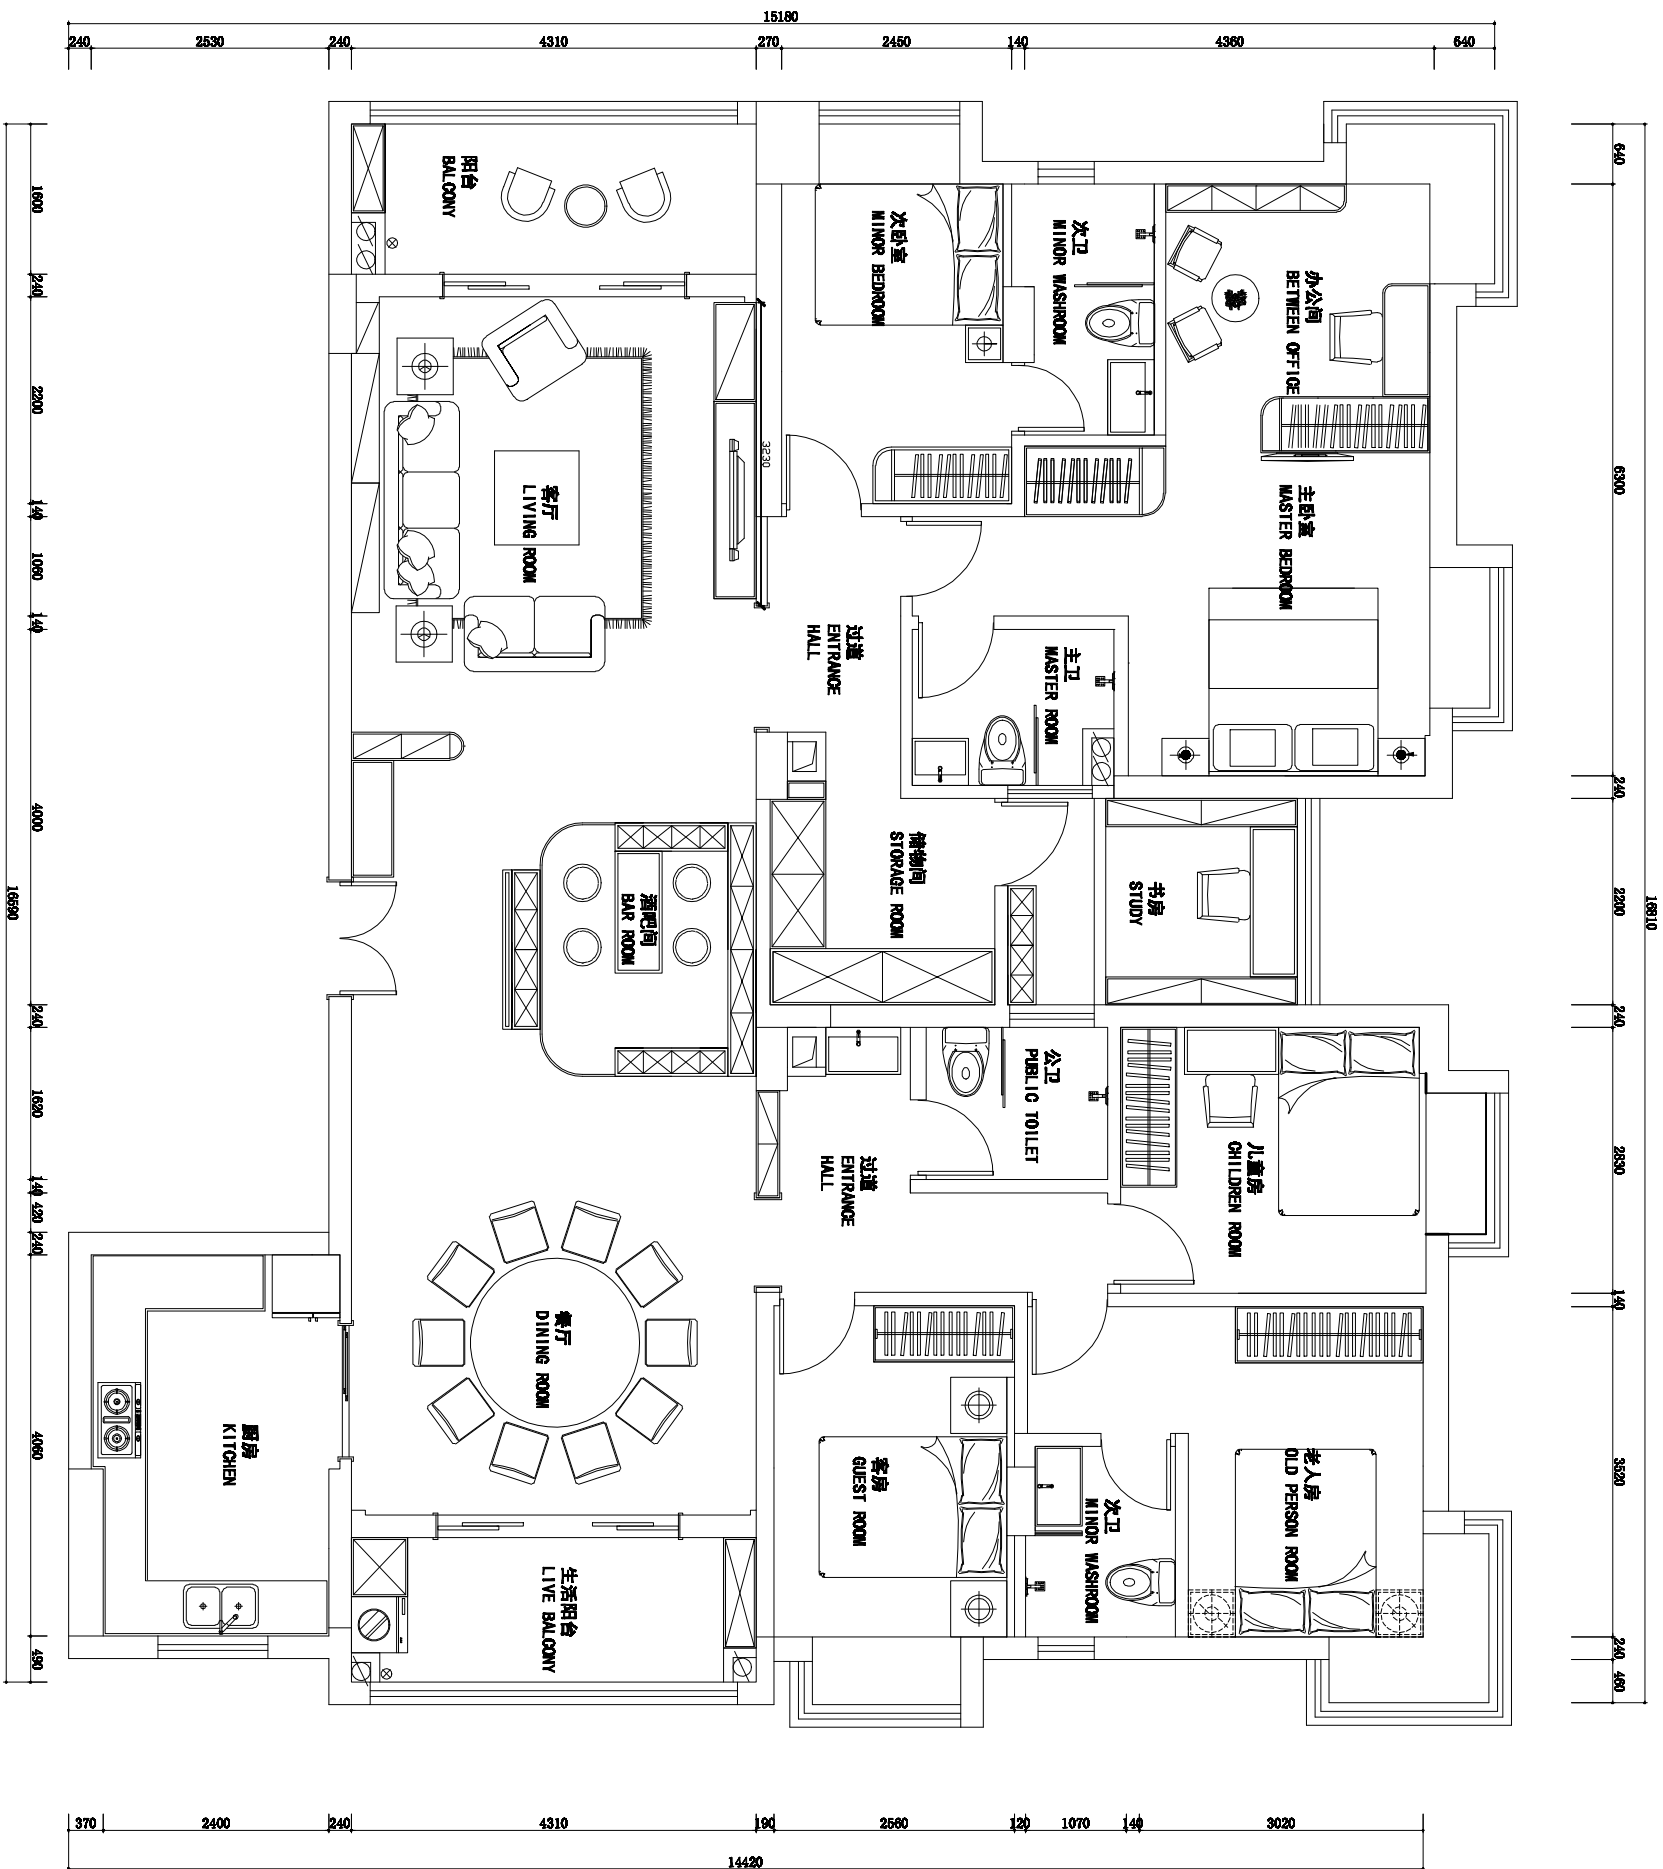 15180
240
2530
240
4310
270
2450
140
4360
640
16590
1600
240
2200
140
1060
140
4000
240
1620
140
420
240
4060
490
640
6300
240
2200
240
2830
140
3520
240
460
16810
阳台
BALCONY
次卧室
MINOR BEDROOM
次卫
MINOR WASHROOM
办公间
BETWEEN OFFICE
3230
客厅
LIVING ROOM
主卧室
MASTER BEDROOM
过道
ENTRANCE
HALL
主卫
MASTER ROOM
储物间
STORAGE ROOM
书房
STUDY
酒吧间
BAR ROOM
公卫
PUBLIC TOILET
过道
ENTRANCE
HALL
儿童房
CHILDREN ROOM
餐厅
DINING ROOM
厨房
KITCHEN
客房
GUEST ROOM
次卫
MINOR WASHROOM
老人房
OLD PERSON ROOM
生活阳台
LIVE BALCONY
370
2400
240
4310
190
2560
120
1070
140
3020
14420